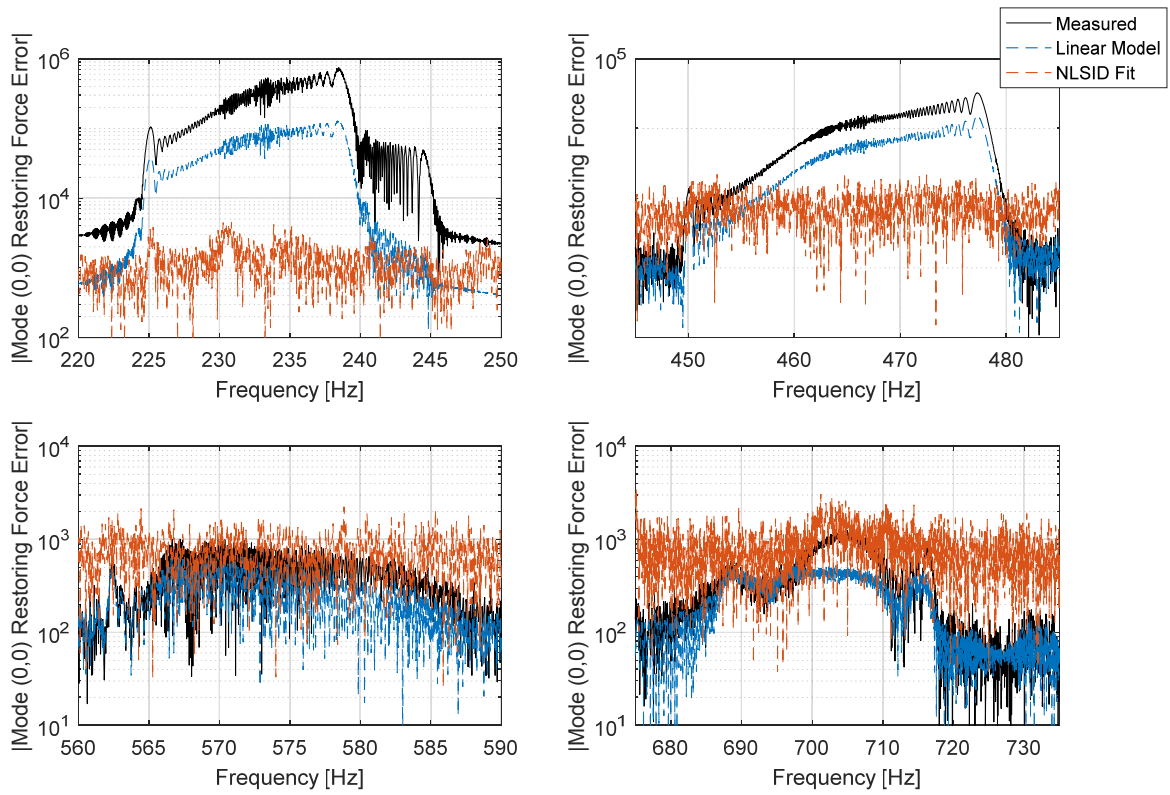 Measured
Linear Model
NLSID Fit
|Mode (0,0) Restoring Force Error|
10^6
10^4
10^2
220 225 230 235 240 245 250
Frequency [Hz]
|Mode (0,0) Restoring Force Error|
10^5
450 460 470 480
Frequency [Hz]
|Mode (0,0) Restoring Force Error|
10^4
10^3
10^2
10^1
560 565 570 575 580 585 590
Frequency [Hz]
|Mode (0,0) Restoring Force Error|
10^4
10^3
10^2
10^1
680 690 700 710 720 730
Frequency [Hz]